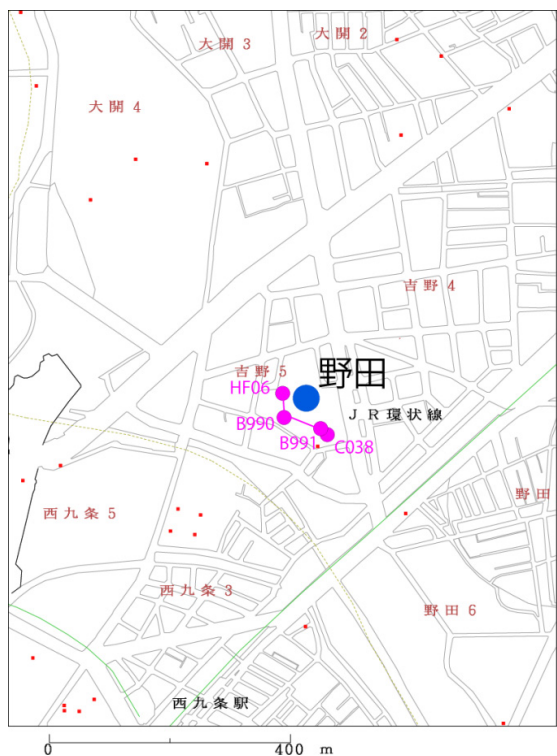 大開3
大開2
大開4
吉野4
吉野5
野田
HF06
JR環状線
B990
B991
C038
野田
西九条5
西九条3
野田6
西九条駅
0 400 m